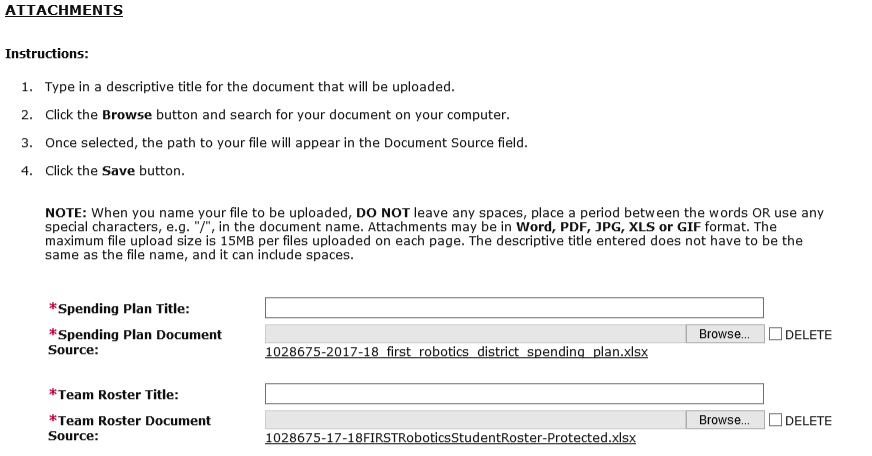 ATTACHMENTS
Instructions:
1. Type in a descriptive title for the document that will be uploaded.
2. Click the Browse button and search for your document on your computer.
3. Once selected, the path to your file will appear in the Document Source field.
4. Click the Save button.
NOTE: When you name your file to be uploaded, DO NOT leave any spaces, place a period between the words OR use any
special characters, e.g. "/", in the document name. Attachments may be in Word, PDF, JPG, XLS or GIF format. The
maximum file upload size is 15MB per files uploaded on each page. The descriptive title entered does not have to be the
same as the file name, and it can include spaces.
*Spending Plan Title:
*Spending Plan Document Browse... DELETE
Source: 1028675-2017-18_first_robotics_district_spending_plan.xlsx
*Team Roster Title:
*Team Roster Document Browse... DELETE
Source: 1028675-17-18FIRSTRoboticsStudentRoster-Protected.xlsx